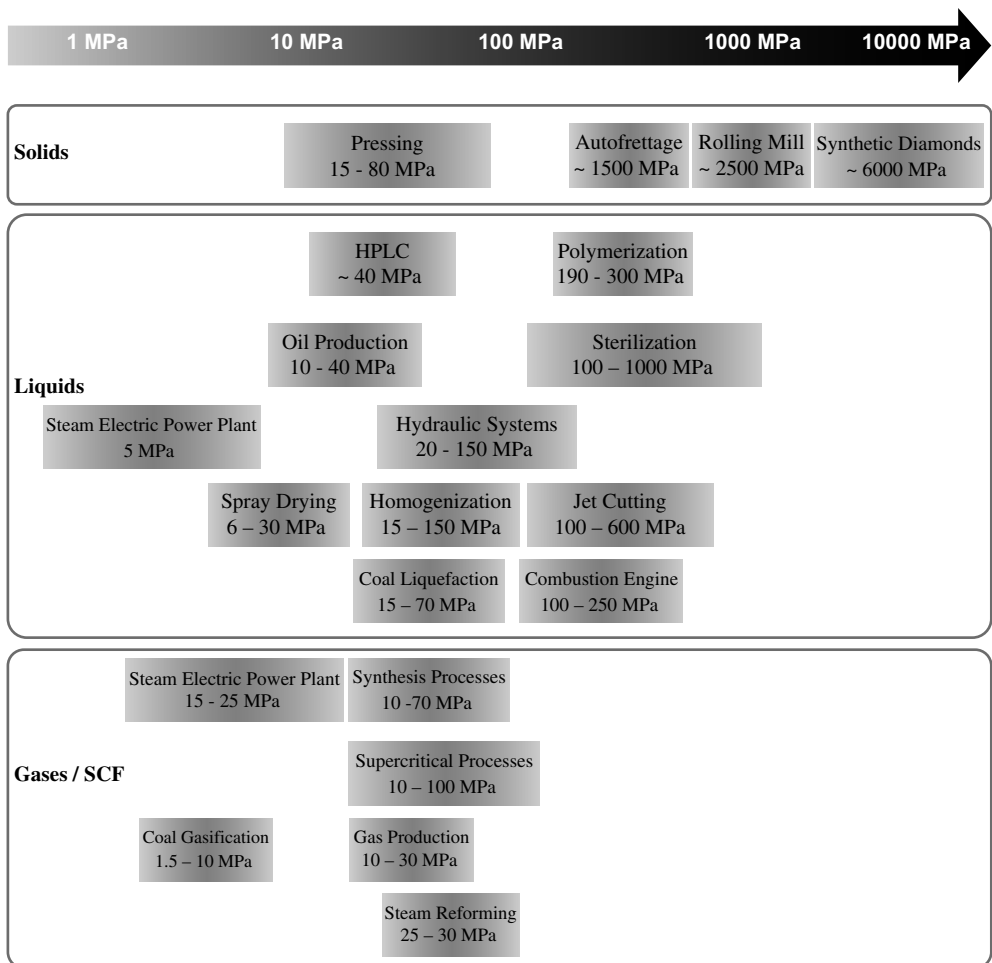 1 MPa 10 MPa 100 MPa 1000 MPa 10000 MPa
Solids
Pressing
15 - 80 MPa
Autofrettage
~ 1500 MPa
Rolling Mill
~ 2500 MPa
Synthetic Diamonds
~ 6000 MPa
Liquids
HPLC
~ 40 MPa
Polymerization
190 - 300 MPa
Oil Production
10 - 40 MPa
Sterilization
100 – 1000 MPa
Steam Electric Power Plant
5 MPa
Hydraulic Systems
20 - 150 MPa
Spray Drying
6 – 30 MPa
Homogenization
15 – 150 MPa
Jet Cutting
100 – 600 MPa
Coal Liquefaction
15 – 70 MPa
Combustion Engine
100 – 250 MPa
Gases / SCF
Steam Electric Power Plant
15 - 25 MPa
Synthesis Processes
10 -70 MPa
Supercritical Processes
10 – 100 MPa
Coal Gasification
1.5 – 10 MPa
Gas Production
10 – 30 MPa
Steam Reforming
25 – 30 MPa